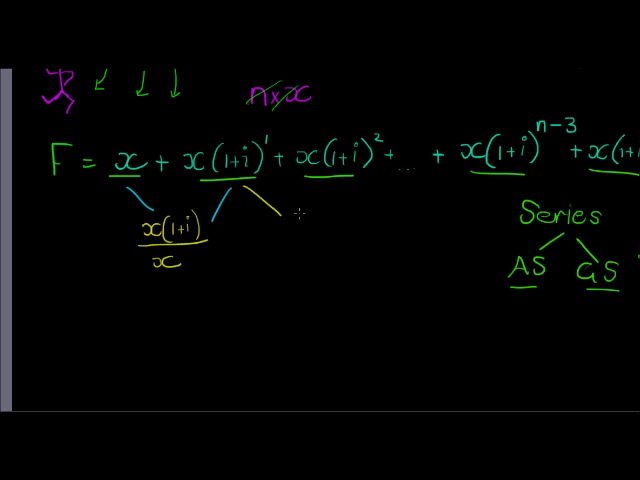 n×x
F = x + x(1+i)^1 + x(1+i)^2 + ... + x(1+i)^{n-3} + x(1+i
Series
x(1+i)
x
AS GS